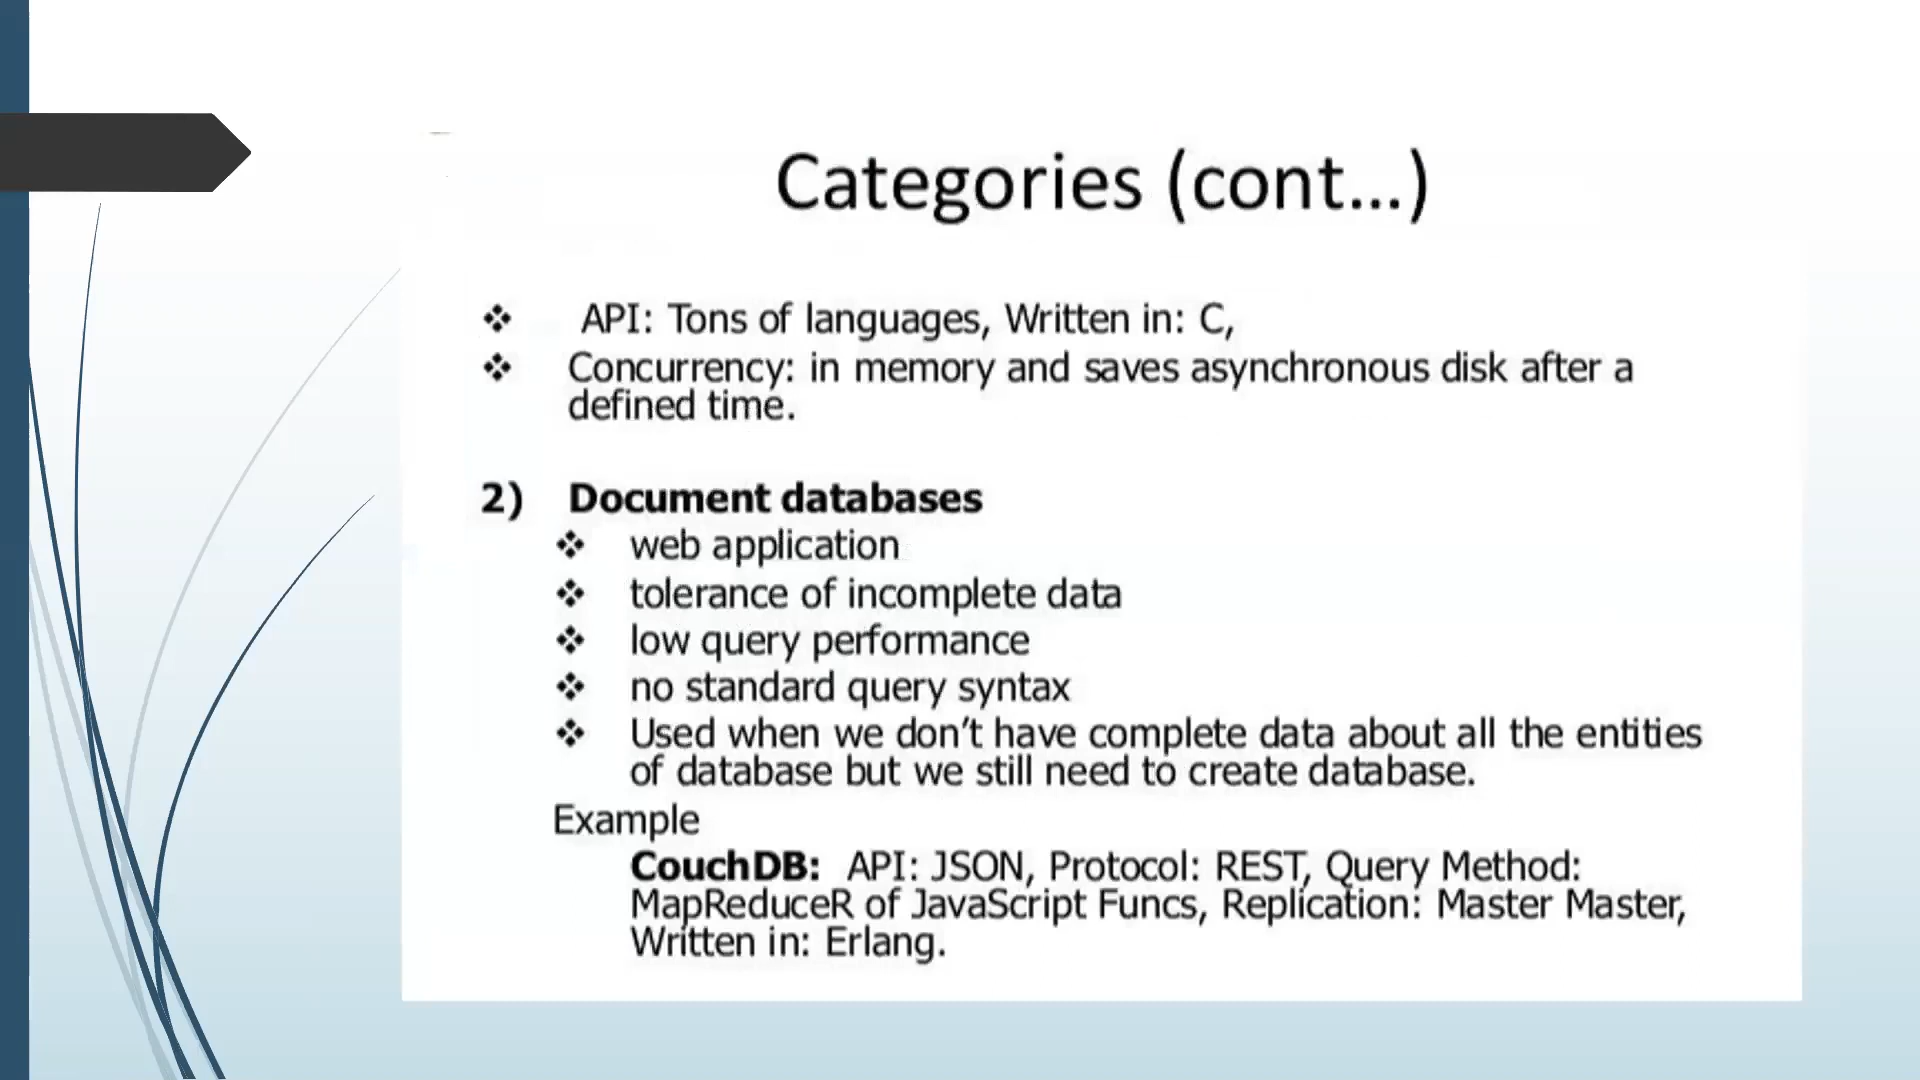 Categories (cont...)
❖ API: Tons of languages, Written in: C,
❖ Concurrency: in memory and saves asynchronous disk after a
defined time.
2) Document databases
❖ web application
❖ tolerance of incomplete data
❖ low query performance
❖ no standard query syntax
❖ Used when we don't have complete data about all the entities
of database but we still need to create database.
Example
CouchDB: API: JSON, Protocol: REST, Query Method:
MapReduceR of JavaScript Funcs, Replication: Master Master,
Written in: Erlang.